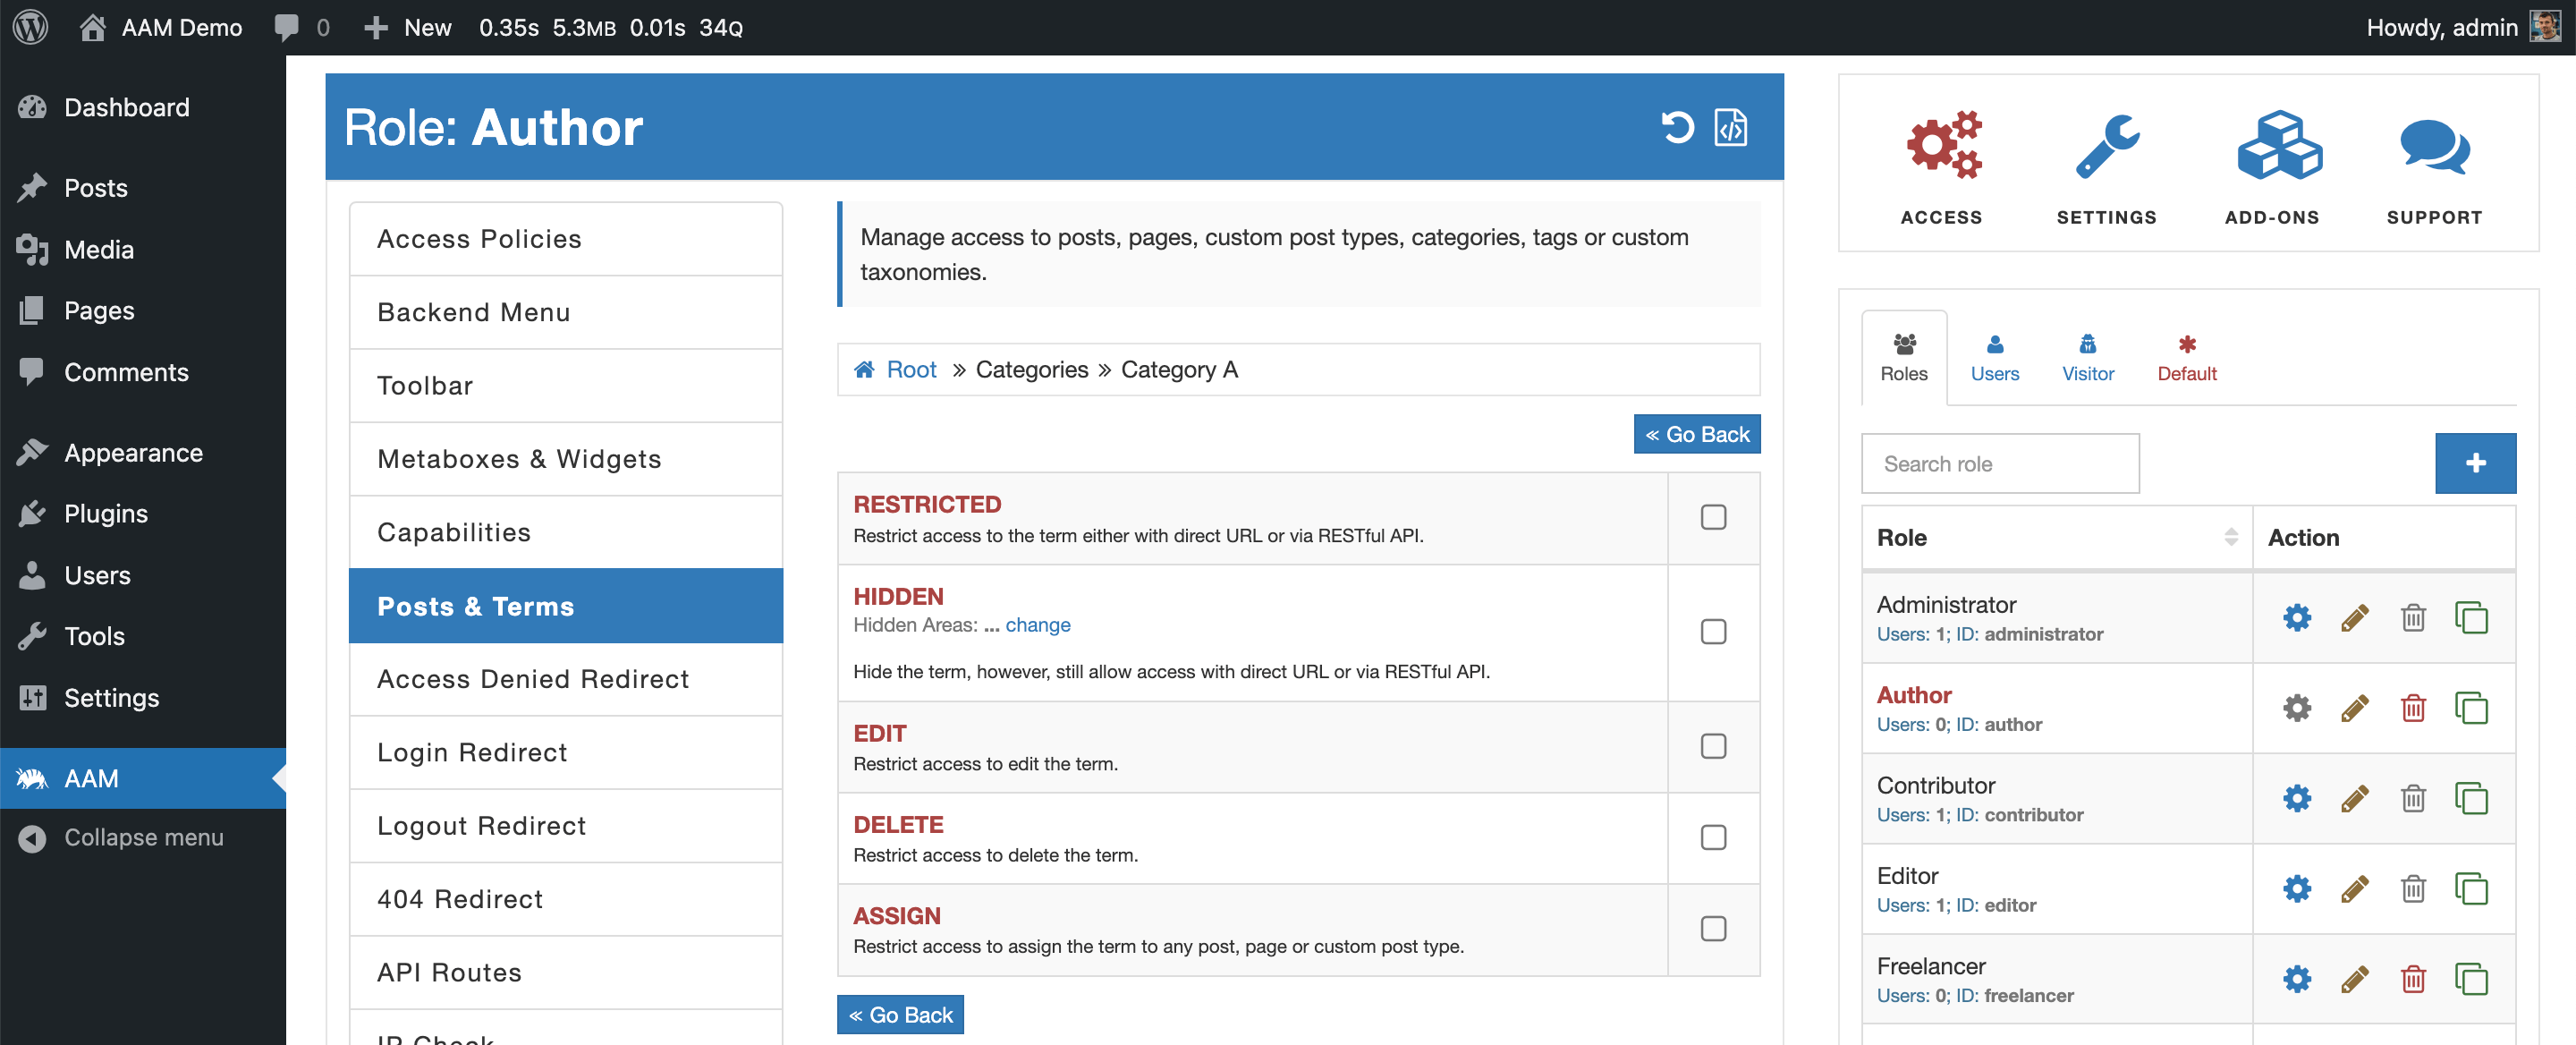 AAM Demo 0 New 0.35s 5.3MB 0.01s 34Q
Howdy, admin
Dashboard
Posts
Media
Pages
Comments
Appearance
Plugins
Users
Tools
Settings
AAM
Collapse menu
Role: Author
Access Policies
Backend Menu
Toolbar
Metaboxes & Widgets
Capabilities
Posts & Terms
Access Denied Redirect
Login Redirect
Logout Redirect
404 Redirect
API Routes
IP Check
Manage access to posts, pages, custom post types, categories, tags or custom
taxonomies.
Root » Categories » Category A
« Go Back
RESTRICTED
Restrict access to the term either with direct URL or via RESTful API.
HIDDEN
Hidden Areas: ... change
Hide the term, however, still allow access with direct URL or via RESTful API.
EDIT
Restrict access to edit the term.
DELETE
Restrict access to delete the term.
ASSIGN
Restrict access to assign the term to any post, page or custom post type.
« Go Back
ACCESS SETTINGS ADD-ONS SUPPORT
Roles Users Visitor Default
Search role
Role Action
Administrator
Users: 1; ID: administrator
Author
Users: 0; ID: author
Contributor
Users: 1; ID: contributor
Editor
Users: 1; ID: editor
Freelancer
Users: 0; ID: freelancer